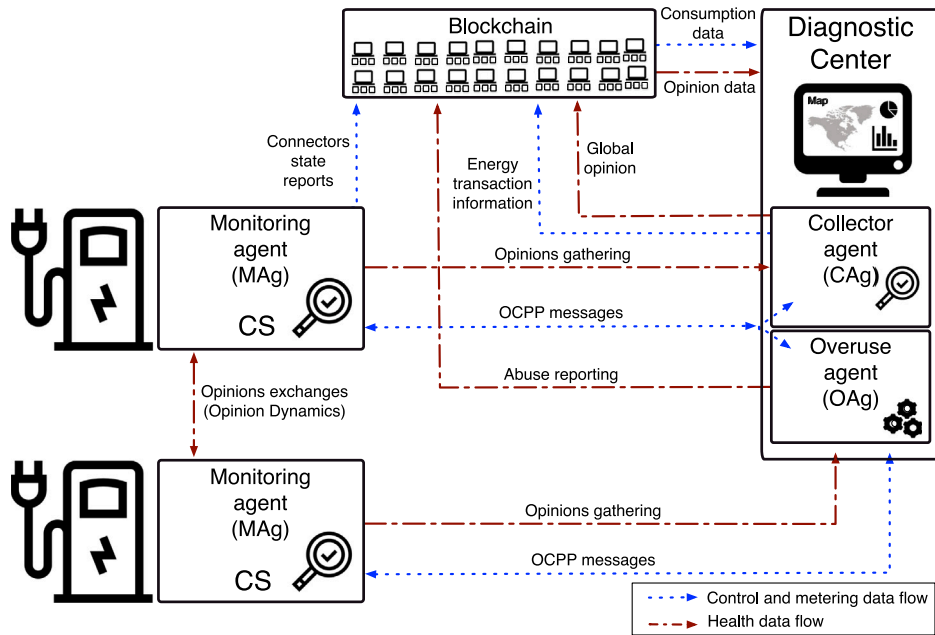 Blockchain
Consumption
data
Opinion data
Diagnostic
Center
Map
Connectors
state
reports
Energy
transaction
information
Global
opinion
Monitoring
agent
(MAg)
CS
Opinions gathering
OCPP messages
Collector
agent
(CAg)
Abuse reporting
Overuse
agent
(OAg)
Opinions exchanges
(Opinion Dynamics)
Monitoring
agent
(MAg)
CS
Opinions gathering
OCPP messages
Control and metering data flow
Health data flow